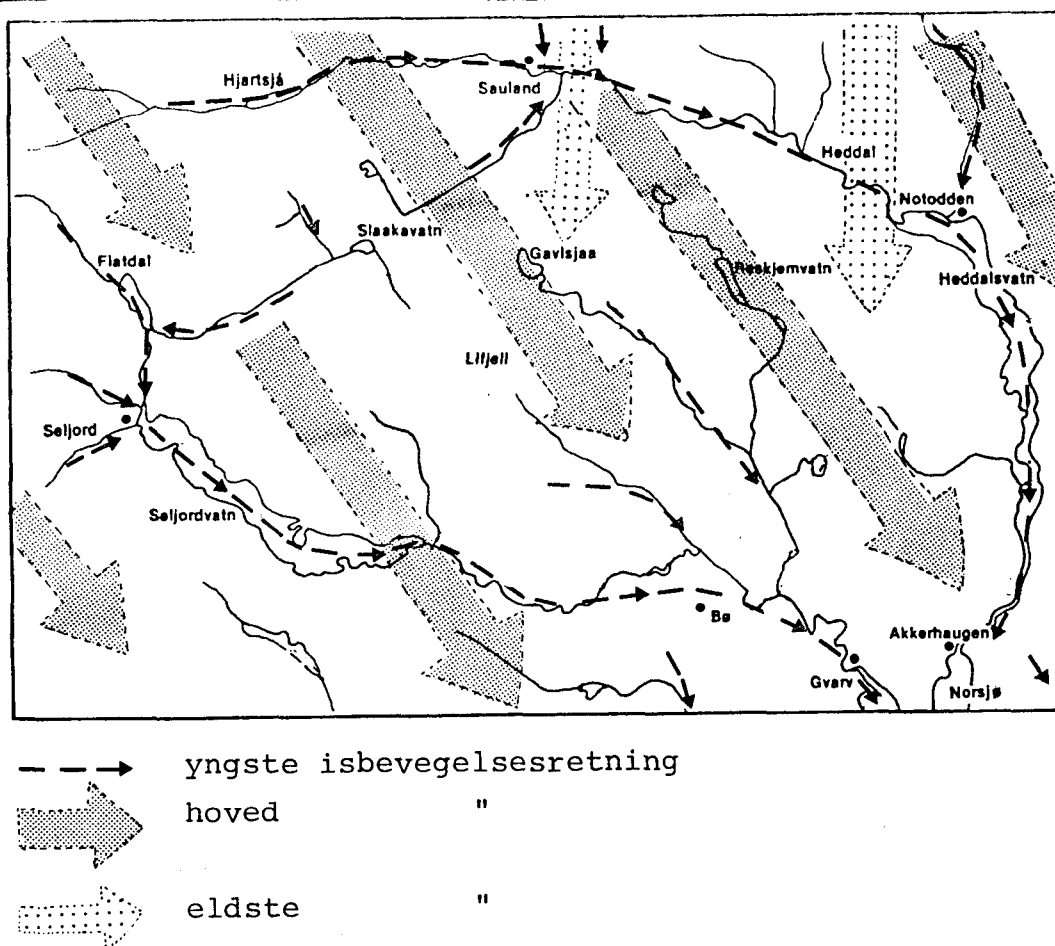 Hjartsjå
Sauland
Heddal
Notodden
Slaakavatn
Flatdal
Gavlsjaa
Reskjemvatn
Heddalsvatn
Lifjell
Seljord
Seljordvatn
Bø
Akkerhaugen
Gvarv
Norsjø
yngste isbevegelsesretning
hoved "
eldste "